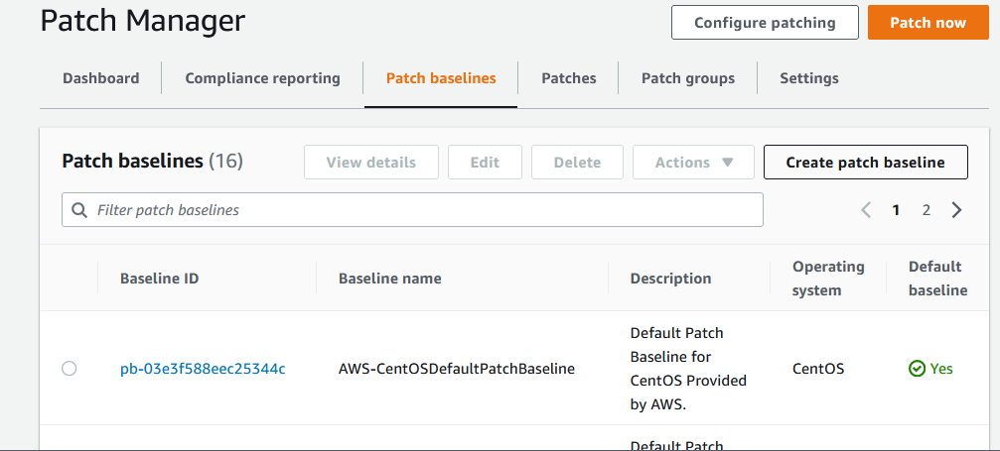 Patch Manager
Configure patching
Patch now
Dashboard
Compliance reporting
Patch baselines
Patches
Patch groups
Settings
Patch baselines (16)
View details
Edit
Delete
Actions
Create patch baseline
Filter patch baselines
1
2
Baseline ID
Baseline name
Description
Operating
system
Default
baseline
pb-03e3f588eec25344c
AWS-CentOSDefaultPatchBaseline
Default Patch
Baseline for
CentOS Provided
by AWS.
CentOS
Yes
Default Patch